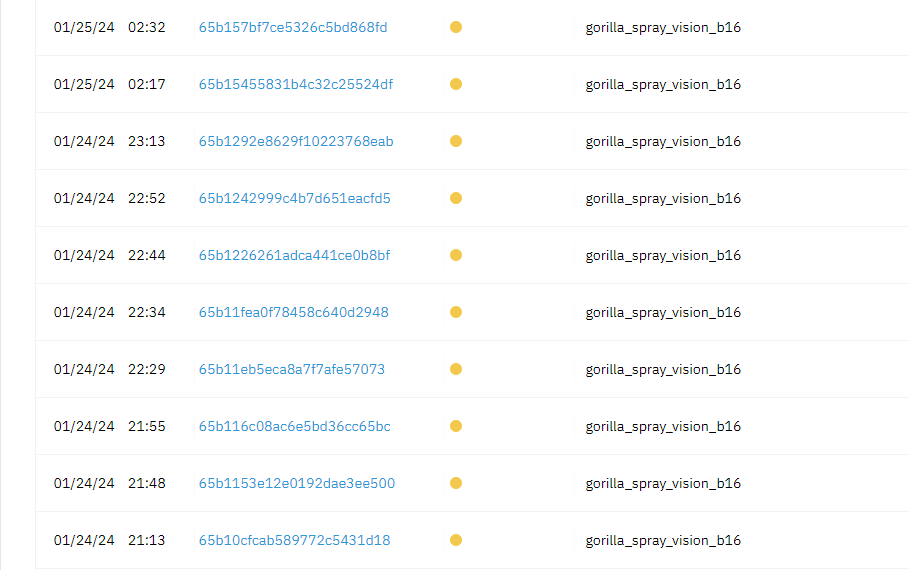 01/25/24 02:32 65b157bf7ce5326c5bd868fd gorilla_spray_vision_b16
01/25/24 02:17 65b15455831b4c32c25524df gorilla_spray_vision_b16
01/24/24 23:13 65b1292e8629f10223768eab gorilla_spray_vision_b16
01/24/24 22:52 65b1242999c4b7d651eacfd5 gorilla_spray_vision_b16
01/24/24 22:44 65b1226261adca441ce0b8bf gorilla_spray_vision_b16
01/24/24 22:34 65b11fea0f78458c640d2948 gorilla_spray_vision_b16
01/24/24 22:29 65b11eb5eca8a7f7afe57073 gorilla_spray_vision_b16
01/24/24 21:55 65b116c08ac6e5bd36cc65bc gorilla_spray_vision_b16
01/24/24 21:48 65b1153e12e0192dae3ee500 gorilla_spray_vision_b16
01/24/24 21:13 65b10cfcab589772c5431d18 gorilla_spray_vision_b16